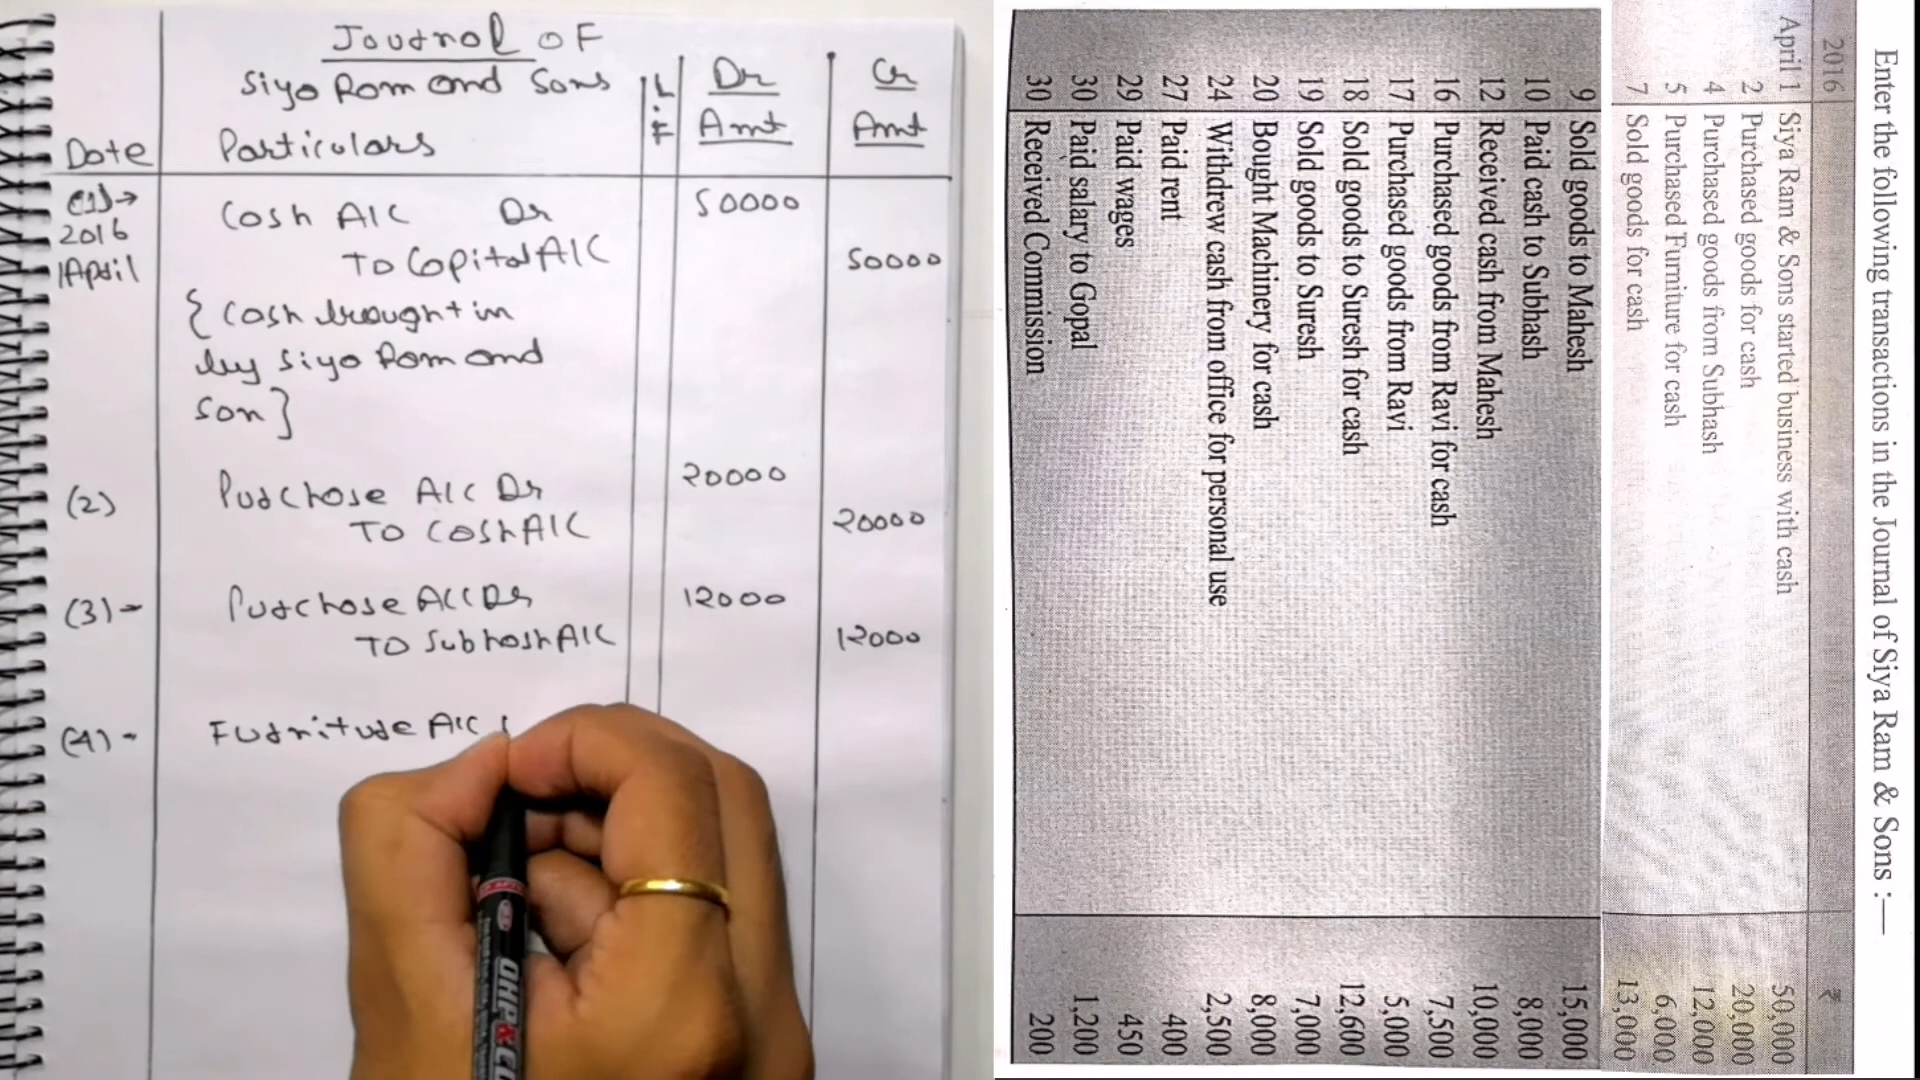 Journal of
Siya Ram and Sons
Date
Particulars
L.F
Dr
Amt
Cr
Amt
(1)→
2016
1April
Cash A/C Dr
50000
To Capital A/C
50000
{ Cash brought in
by Siya Ram and
Son }
(2)
Purchase A/C Dr
20000
To Cash A/C
20000
(3)-
Purchase A/C Dr
12000
To Subhash A/C
12000
(4)-
Furniture A/C
Enter the following transactions in the Journal of Siya Ram & Sons :—
2016 ₹
April 1 Siya Ram & Sons started business with cash 50,000
2 Purchased goods for cash 20,000
4 Purchased goods from Subhash 12,000
5 Purchased Furniture for cash 6,000
7 Sold goods for cash 13,000
9 Sold goods to Mahesh 15,000
10 Paid cash to Subhash 8,000
12 Received cash from Mahesh 10,000
16 Purchased goods from Ravi for cash 7,500
17 Purchased goods from Ravi 5,000
18 Sold goods to Suresh for cash 12,600
19 Sold goods to Suresh 7,000
20 Bought Machinery for cash 8,000
24 Withdrew cash from office for personal use 2,500
27 Paid rent 400
29 Paid wages 450
30 Paid salary to Gopal 1,200
30 Received Commission 200